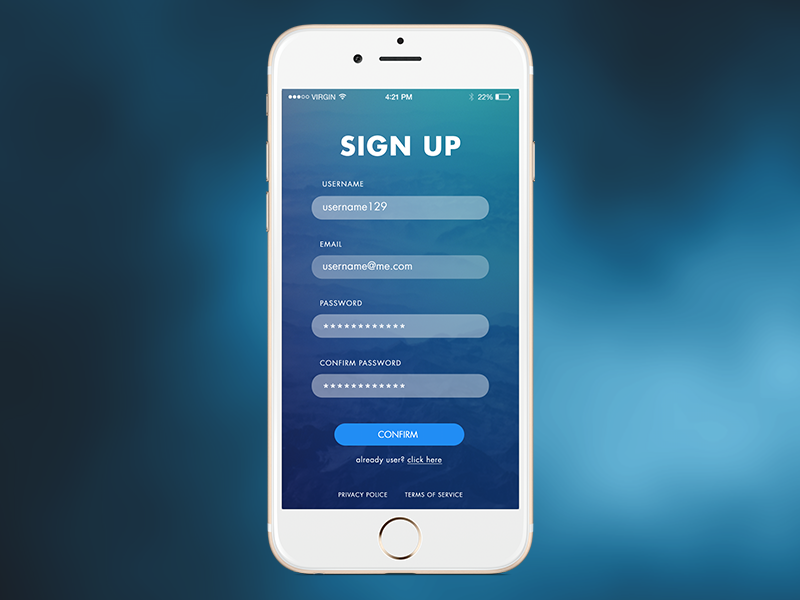 VIRGIN 4:21 PM 22%
SIGN UP
USERNAME
username129
EMAIL
username@me.com
PASSWORD
************
CONFIRM PASSWORD
************
CONFIRM
already user? click here
PRIVACY POLICE TERMS OF SERVICE